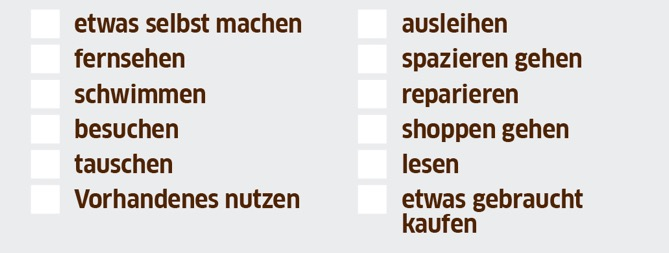 etwas selbst machen
fernsehen
schwimmen
besuchen
tauschen
Vorhandenes nutzen
ausleihen
spazieren gehen
reparieren
shoppen gehen
lesen
etwas gebraucht
kaufen